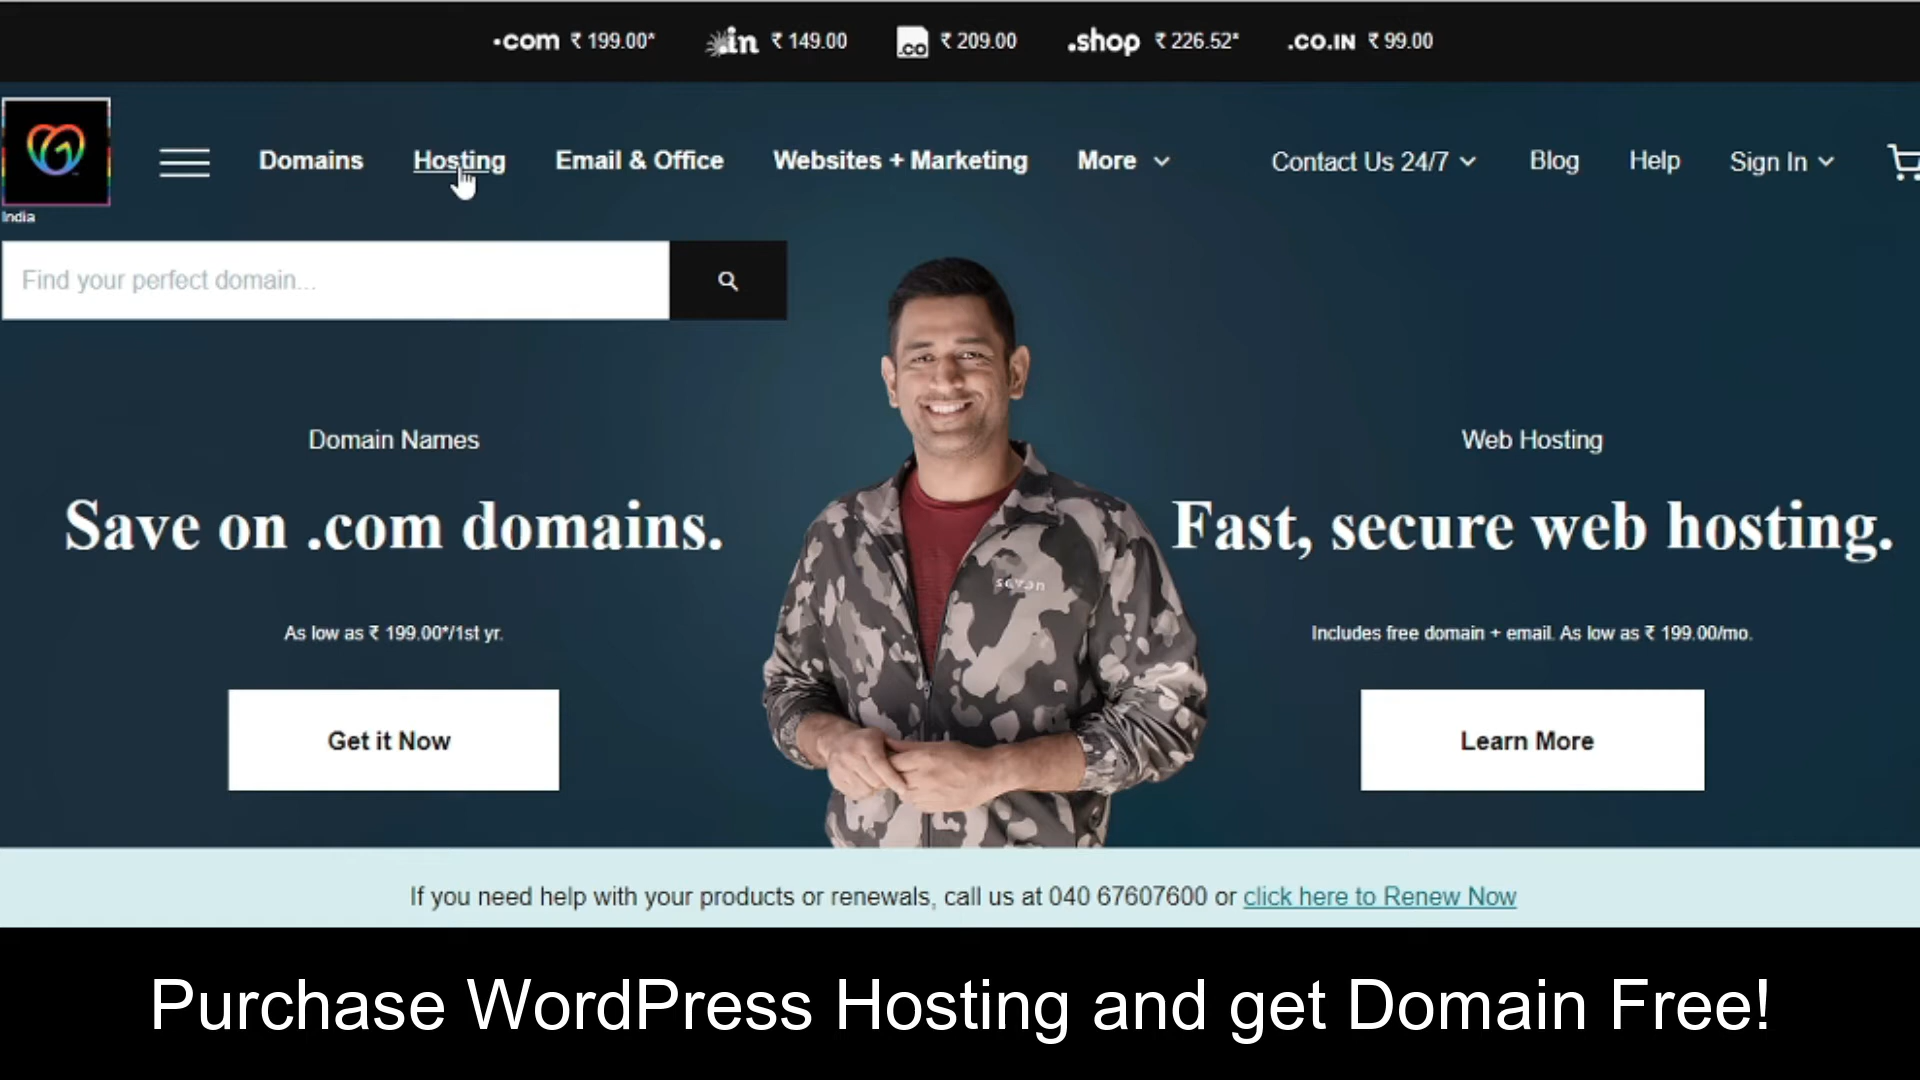 .com ₹ 199.00* .in ₹ 149.00 .co ₹ 209.00 .shop ₹ 226.52* .CO.IN ₹ 99.00
India
Domains Hosting Email & Office Websites + Marketing More Contact Us 24/7 Blog Help Sign In
Find your perfect domain...
Domain Names
Save on .com domains.
As low as ₹ 199.00*/1st yr.
Get it Now
seven
Web Hosting
Fast, secure web hosting.
Includes free domain + email. As low as ₹ 199.00/mo.
Learn More
If you need help with your products or renewals, call us at 040 67607600 or click here to Renew Now
Purchase WordPress Hosting and get Domain Free!